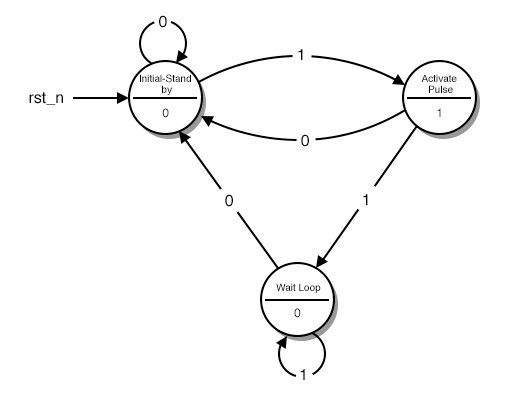 0
1
Initial-Stand
by
0
Activate
Pulse
1
rst_n
0
0
1
Wait Loop
0
1